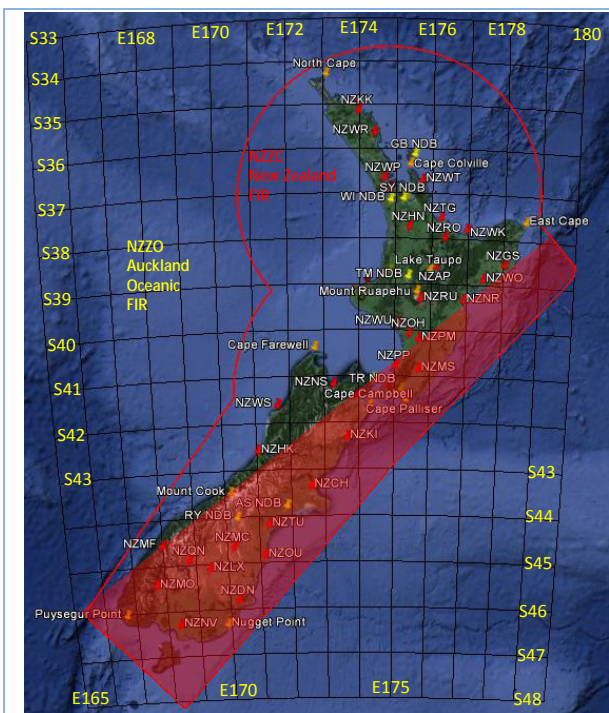 S33
E168
E170
E172
E174
E176
E178
180
S34
North Cape
NZKK
S35
NZWR
GB NDB
S36
NZZC
New Zealand
FIR
NZWP
Cape Colville
NZWT
SY NDB
WI NDB
S37
NZTG
NZHN
NZRO
NZWK
East Cape
S38
NZZO
Auckland
Oceanic
FIR
Lake Taupo
NZGS
TM NDB
NZAP
NZWO
S39
Mount Ruapehu
NZRU
NZNR
NZWU
NZOH
S40
Cape Farewell
NZPM
NZPP
NZNS
TR NDB
NZMS
S41
Cape Campbell
NZWS
Cape Palliser
S42
NZKI
NZHK
S43
S43
Mount Cook
NZCH
AS NDB
RY NDB
S44
NZTU
NZMF
NZMC
NZQN
NZOU
S45
NZLX
NZMO
NZDN
Puysegur Point
NZNV
Nugget Point
S46
S47
E165
E170
E175
S48